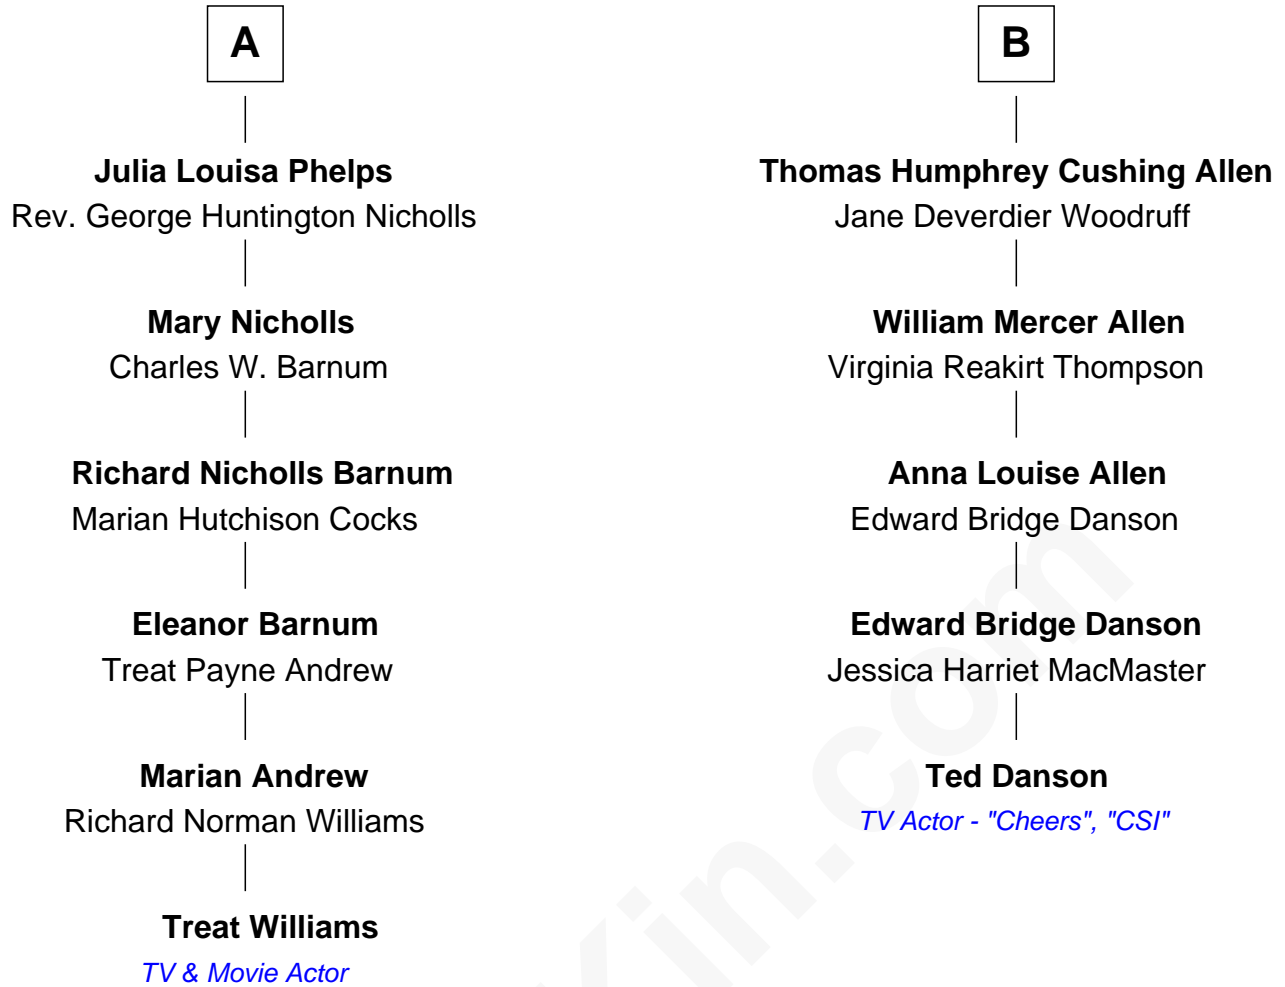 A
Julia Louisa Phelps
Rev. George Huntington Nicholls
Mary Nicholls
Charles W. Barnum
Richard Nicholls Barnum
Marian Hutchison Cocks
Eleanor Barnum
Treat Payne Andrew
Marian Andrew
Richard Norman Williams
Treat Williams
TV & Movie Actor
B
Thomas Humphrey Cushing Allen
Jane Deverdier Woodruff
William Mercer Allen
Virginia Reakirt Thompson
Anna Louise Allen
Edward Bridge Danson
Edward Bridge Danson
Jessica Harriet MacMaster
Ted Danson
TV Actor - "Cheers", "CSI"
Kin.com